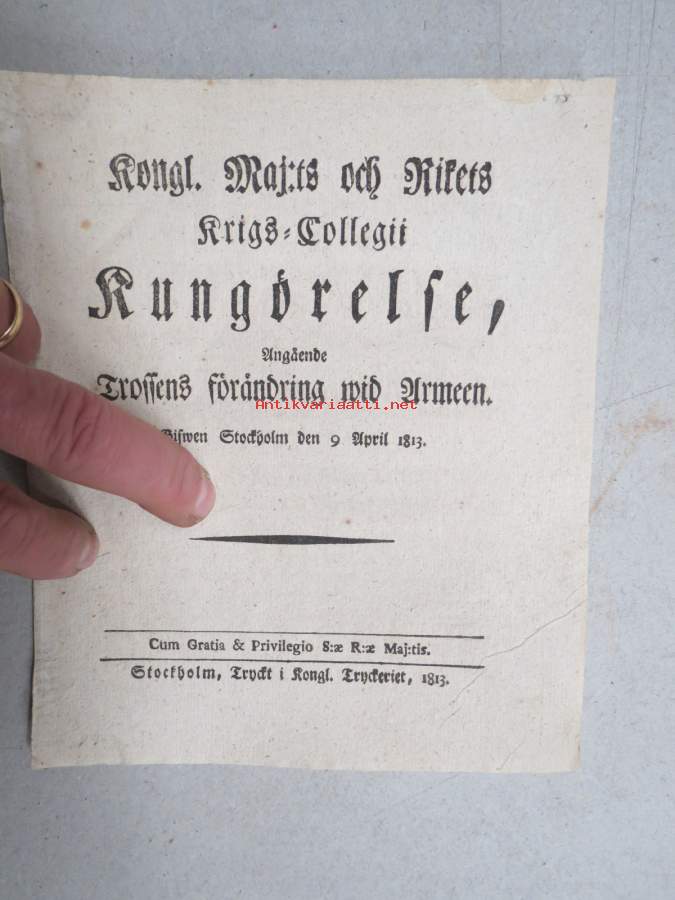 Kongl. Maj:ts och Rikets
Krigs-Collegii
Kungörelse,
Angående
Trossens förändring wid Armeen.
Antikvariaatti.net
Gifwen Stockholm den 9 April 1813.
Cum Gratia & Privilegio S:æ R:æ Maj:tis.
Stockholm, Tryckt i Kongl. Tryckeriet, 1813.